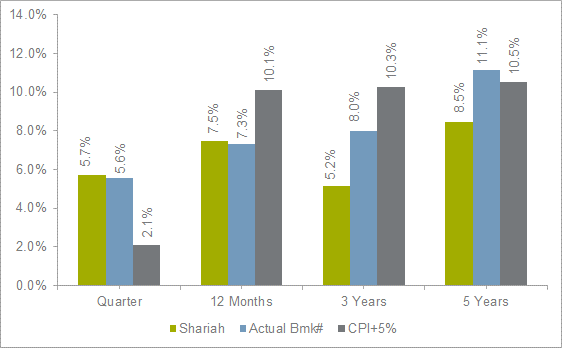 14.0%
12.0%
10.0%
8.0%
6.0%
4.0%
2.0%
0.0%
5.7%
5.6%
2.1%
7.5%
7.3%
10.1%
5.2%
8.0%
10.3%
8.5%
11.1%
10.5%
Quarter
12 Months
3 Years
5 Years
Shariah
Actual Bmk#
CPI+5%